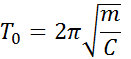 T₀ = 2π√(m/C)